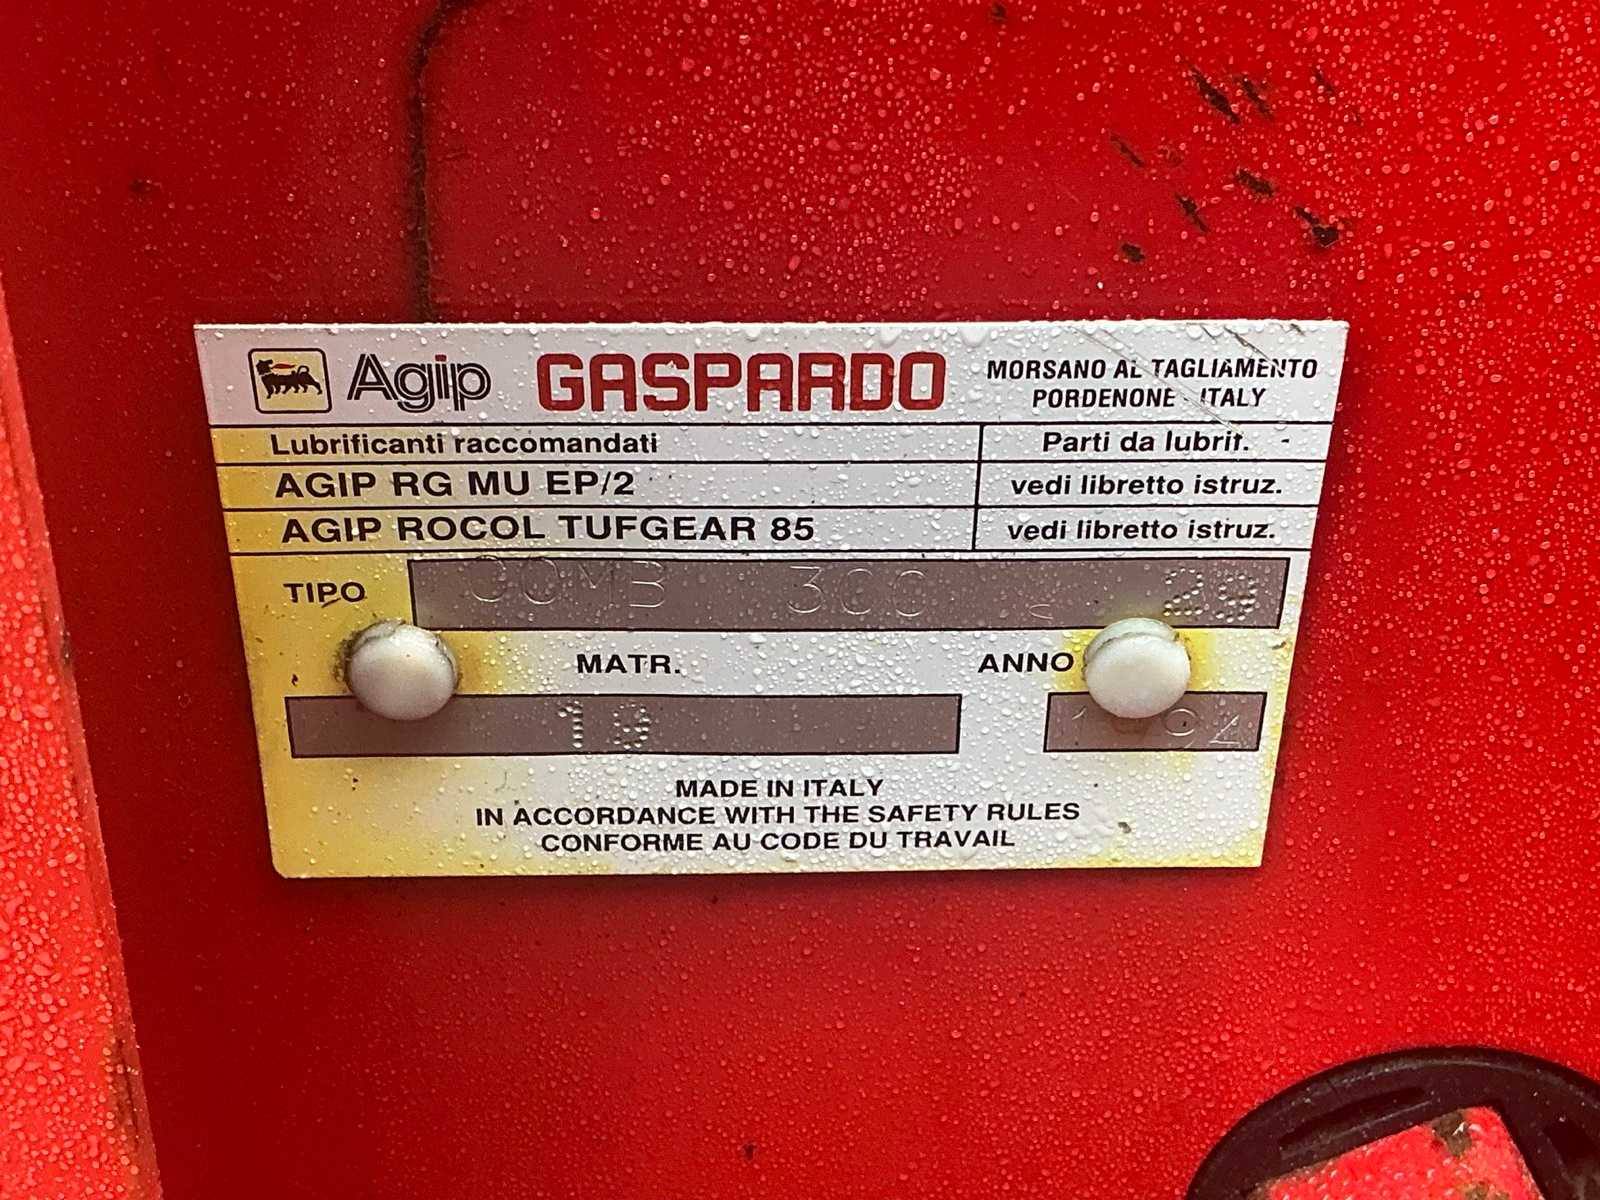 Agip GASPARDO MORSANO AL TAGLIAMENTO
PORDENONE - ITALY
Lubrificanti raccomandati Parti da lubrif. -
AGIP RG MU EP/2 vedi libretto istruz.
AGIP ROCOL TUFGEAR 85 vedi libretto istruz.
TIPO 29
MATR. ANNO
19
MADE IN ITALY
IN ACCORDANCE WITH THE SAFETY RULES
CONFORME AU CODE DU TRAVAIL